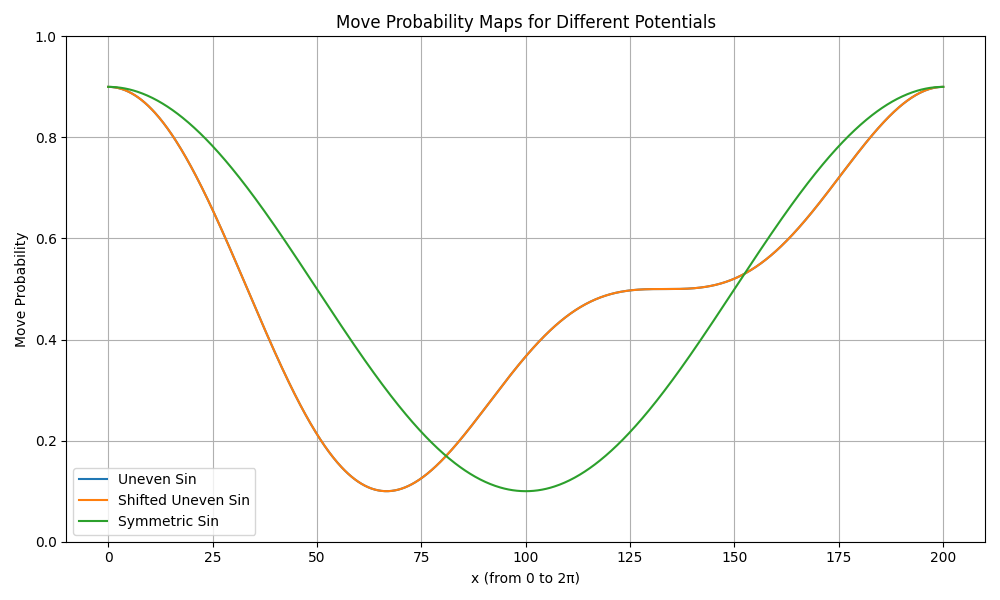 Move Probability Maps for Different Potentials
1.0
0.8
0.6
0.4
0.2
0.0
Move Probability
Uneven Sin
Shifted Uneven Sin
Symmetric Sin
0 25 50 75 100 125 150 175 200
x (from 0 to 2π)